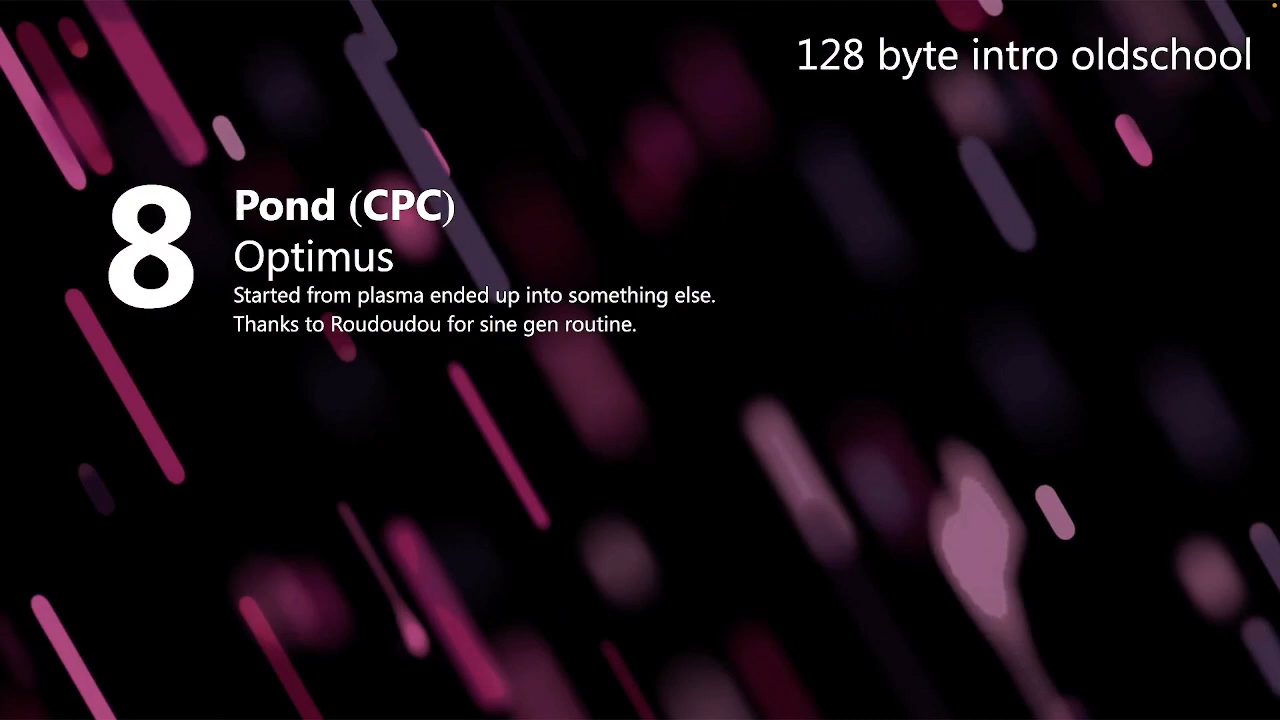 128 byte intro oldschool
8
Pond (CPC)
Optimus
Started from plasma ended up into something else.
Thanks to Roudoudou for sine gen routine.